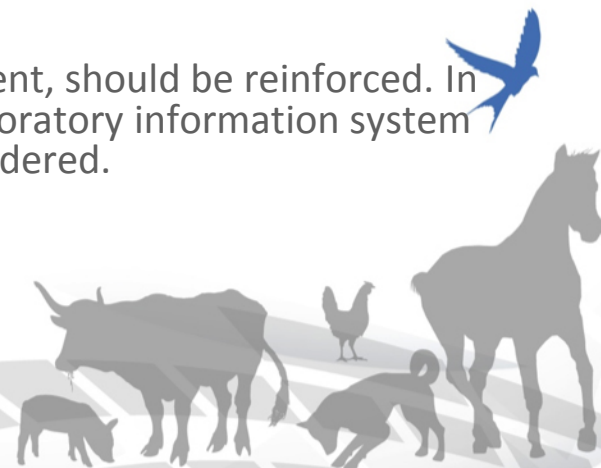 ent, should be reinforced. In
oratory information system
dered.